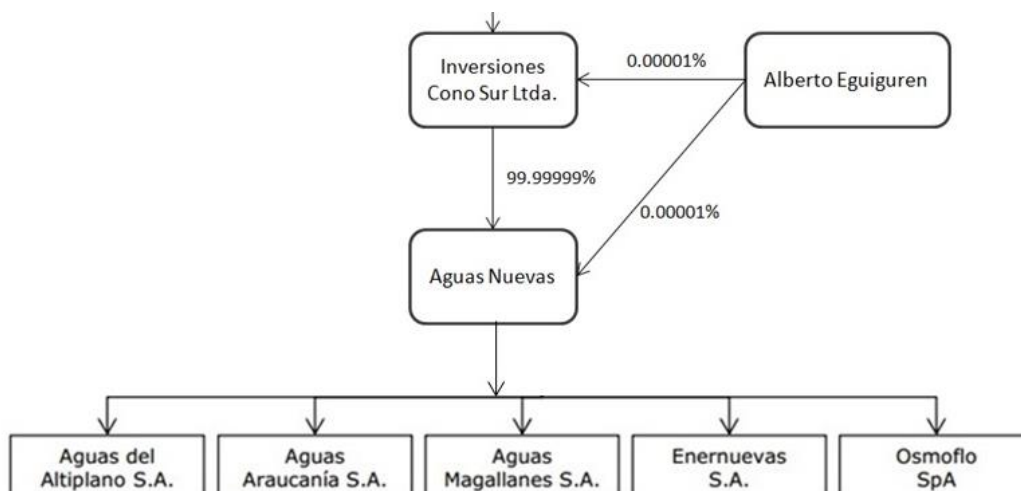 Inversiones
Cono Sur Ltda.
0.00001%
Alberto Eguiguren
99.99999%
0.00001%
Aguas Nuevas
Aguas del
Altiplano S.A.
Aguas
Araucanía S.A.
Aguas
Magallanes S.A.
Enernuevas
S.A.
Osmoflo
SpA